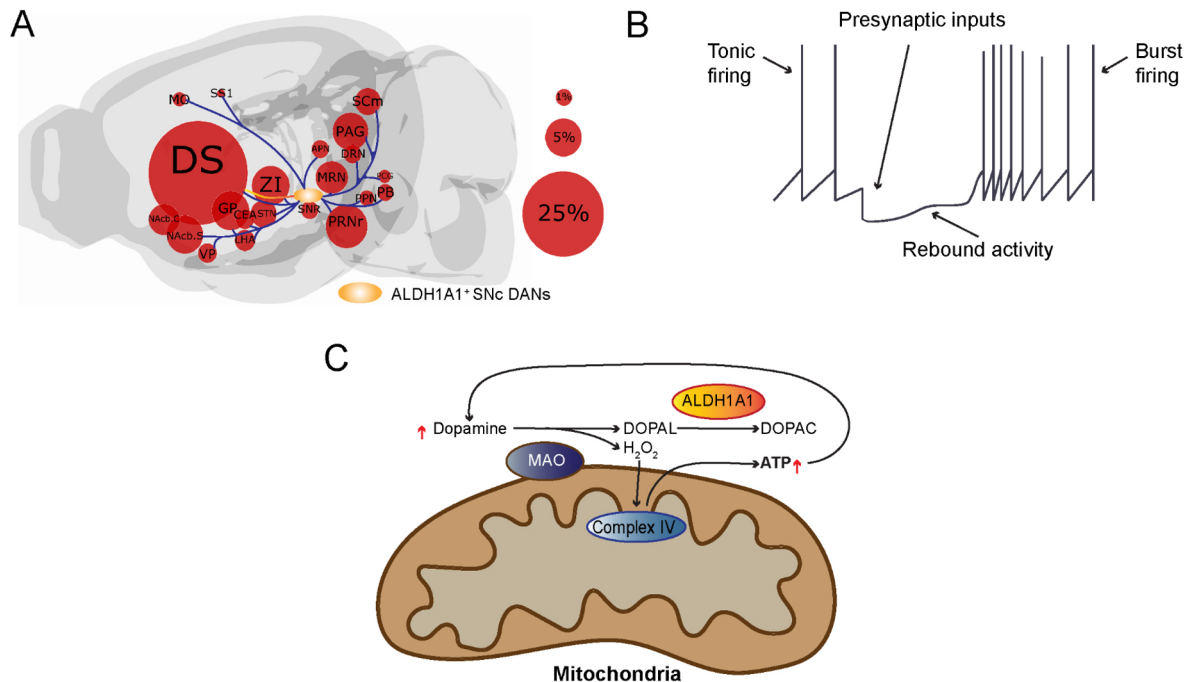 A
MO
SS1
SCm
PAG
APN
DRN
DS
ZI
MRN
PCG
PB
PPN
SNR
GP
CEA
STN
NAcb.C
NAcb.S
LHA
VP
PRNr
1%
5%
25%
ALDH1A1⁺ SNc DANs
B
Presynaptic inputs
Tonic
firing
Burst
firing
Rebound activity
C
ALDH1A1
Dopamine
DOPAL
DOPAC
H₂O₂
MAO
ATP
Complex IV
Mitochondria